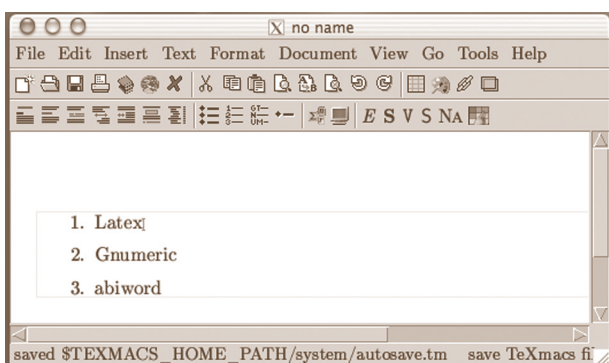 X no name
File Edit Insert Text Format Document View Go Tools Help
E S V S NA
1. Latex
2. Gnumeric
3. abiword
saved $TEXMACS_HOME_PATH/system/autosave.tm save TeXmacs fi